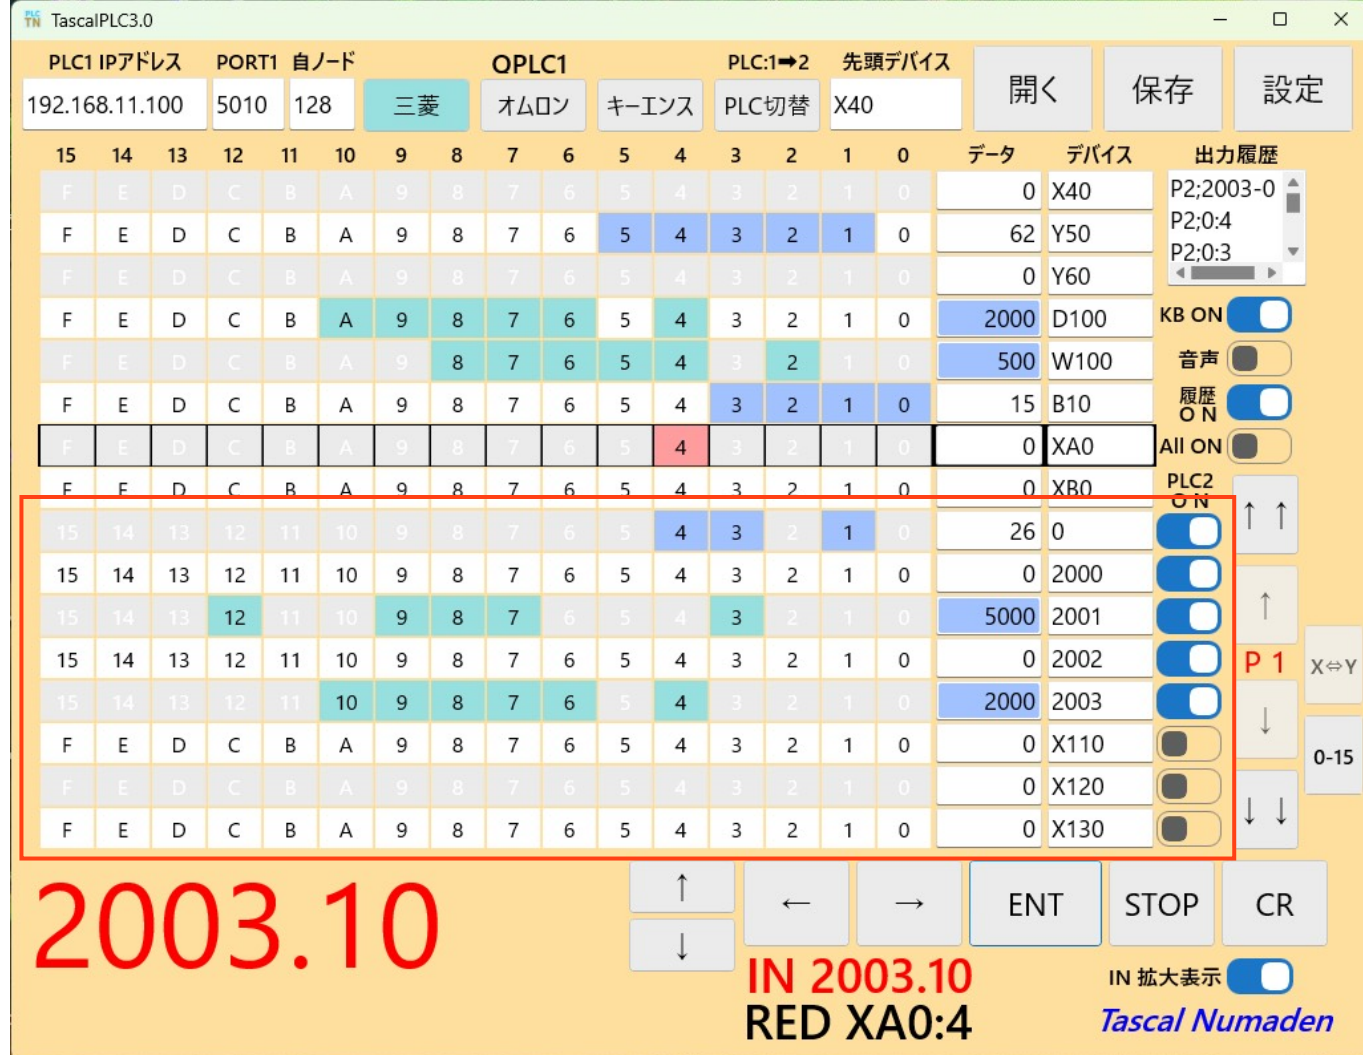 PLC TN TascalPLC3.0
PLC1 IPアドレス PORT1 自ノード QPLC1 PLC:1➡2 先頭デバイス
192.168.11.100 5010 128 三菱 オムロン キーエンス PLC切替 X40 開く 保存 設定
15 14 13 12 11 10 9 8 7 6 5 4 3 2 1 0 データ デバイス 出力履歴
F E D C B A 9 8 7 6 5 4 3 2 1 0 0 X40 P2;2003-0
F E D C B A 9 8 7 6 5 4 3 2 1 0 62 Y50 P2;0:4
F E D C B A 9 8 7 6 5 4 3 2 1 0 0 Y60 P2;0:3
F E D C B A 9 8 7 6 5 4 3 2 1 0 2000 D100 KB ON
F E D C B A 9 8 7 6 5 4 3 2 1 0 500 W100 音声
F E D C B A 9 8 7 6 5 4 3 2 1 0 15 B10 履歴 O N
F E D C B A 9 8 7 6 5 4 3 2 1 0 0 XA0 All ON
F E D C B A 9 8 7 6 5 4 3 2 1 0 0 XB0 PLC2 O N
15 14 13 12 11 10 9 8 7 6 5 4 3 2 1 0 26 0 ↑ ↑
15 14 13 12 11 10 9 8 7 6 5 4 3 2 1 0 0 2000
15 14 13 12 11 10 9 8 7 6 5 4 3 2 1 0 5000 2001 ↑
15 14 13 12 11 10 9 8 7 6 5 4 3 2 1 0 0 2002 P 1 X⇔Y
15 14 13 12 11 10 9 8 7 6 5 4 3 2 1 0 2000 2003 ↓
F E D C B A 9 8 7 6 5 4 3 2 1 0 0 X110 0-15
F E D C B A 9 8 7 6 5 4 3 2 1 0 0 X120
F E D C B A 9 8 7 6 5 4 3 2 1 0 0 X130 ↓ ↓
2003.10 ↑ ↓ ← → ENT STOP CR
IN 2003.10 IN 拡大表示
RED XA0:4 Tascal Numaden